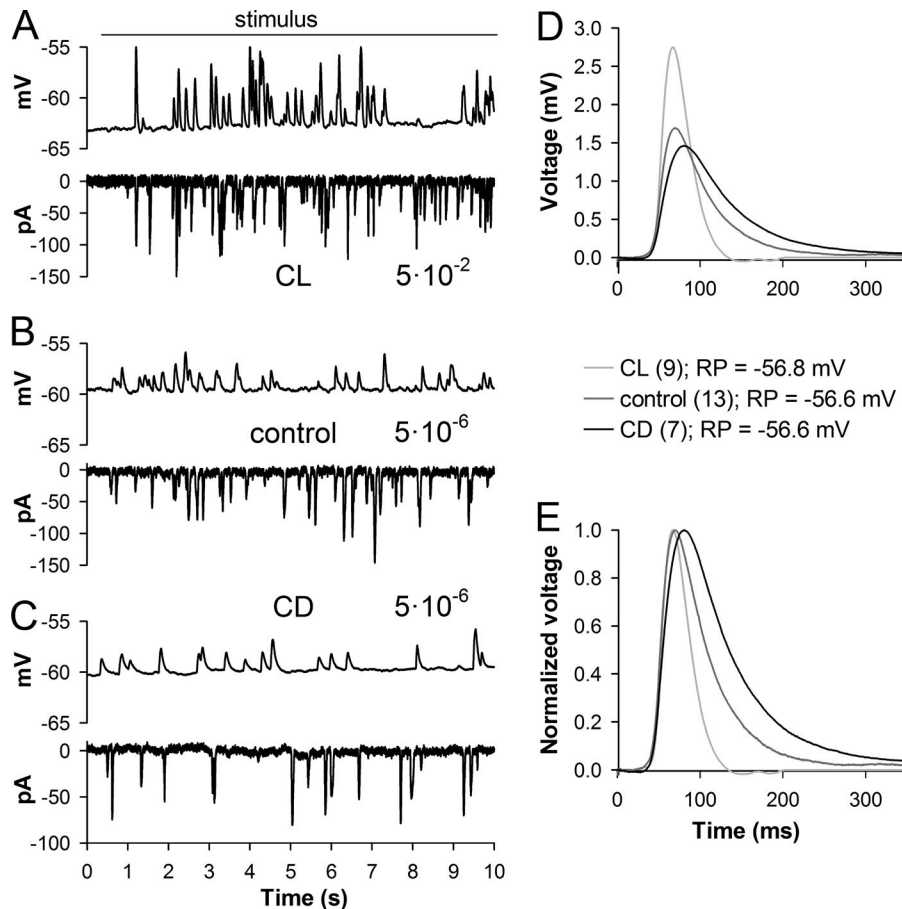 A
stimulus
-55
-60
-65
mV
0
-50
-100
-150
pA
CL 5·10-2
B
-55
-60
-65
mV
control 5·10-6
0
-50
-100
-150
pA
C
CD 5·10-6
-55
-60
-65
mV
0
-50
-100
pA
0 1 2 3 4 5 6 7 8 9 10
Time (s)
D
3.0
2.5
2.0
1.5
1.0
0.5
0.0
Voltage (mV)
0 100 200 300
CL (9); RP = -56.8 mV
control (13); RP = -56.6 mV
CD (7); RP = -56.6 mV
E
1.0
0.8
0.6
0.4
0.2
0.0
Normalized voltage
0 100 200 300
Time (ms)